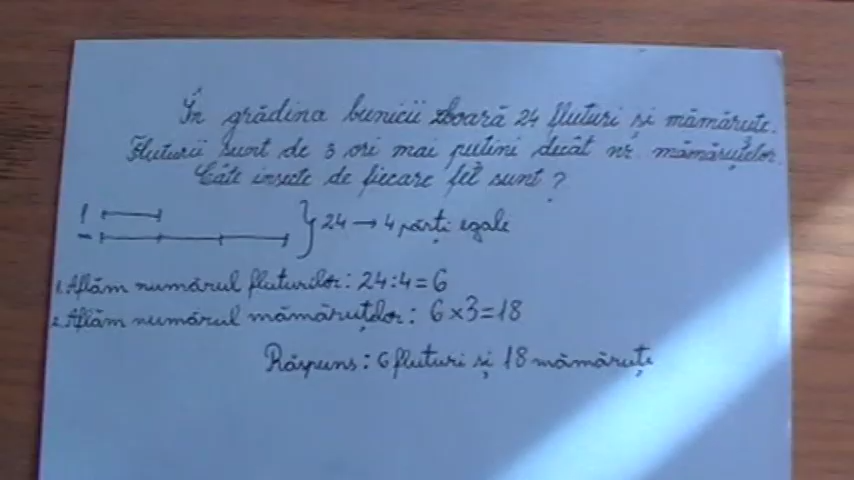 În grădina bunicii zboară 24 fluturi și mămăruțe.
Fluturii sunt de 3 ori mai puțini decât nr. mămăruțelor.
Câte insecte de fiecare fel sunt?
} 24 → 4 părți egale
1. Aflăm numărul fluturilor: 24:4=6
2. Aflăm numărul mămăruțelor: 6×3=18
Răspuns: 6 fluturi și 18 mămăruțe